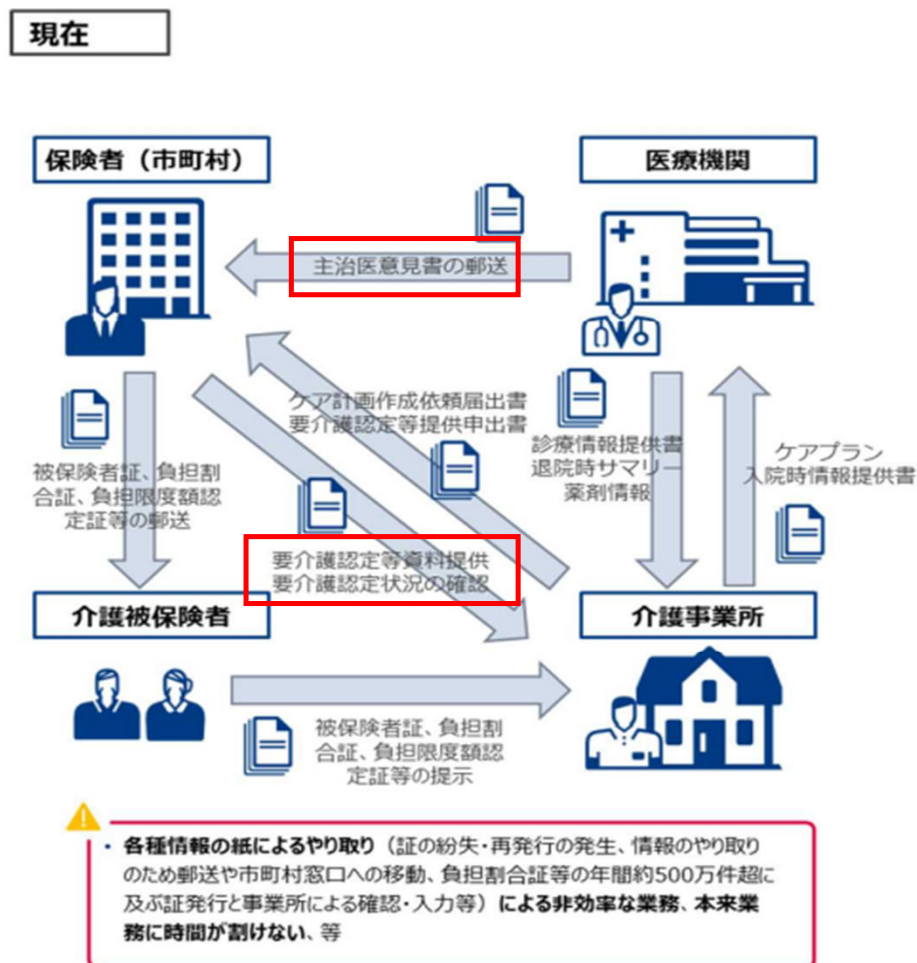 現在
保険者（市町村）
医療機関
主治医意見書の郵送
ケア計画作成依頼届出書
要介護認定等提供申出書
診療情報提供書
退院時サマリー
薬剤情報
ケアプラン
入院時情報提供書
被保険者証、負担割
合証、負担限度額認
定証等の郵送
要介護認定等資料提供
要介護認定状況の確認
介護被保険者
介護事業所
被保険者証、負担割
合証、負担限度額認
定証等の提示
・各種情報の紙によるやり取り（証の紛失・再発行の発生、情報のやり取り
のため郵送や市町村窓口への移動、負担割合証等の年間約500万件超に
及ぶ証発行と事業所による確認・入力等）による非効率な業務、本来業
務に時間が割けない、等